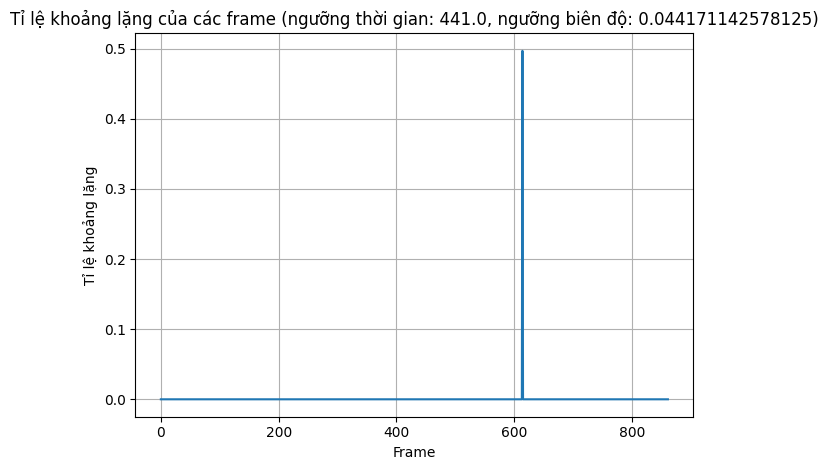 Tỉ lệ khoảng lặng của các frame (ngưỡng thời gian: 441.0, ngưỡng biên độ: 0.044171142578125)
0.5
0.4
0.3
0.2
0.1
0.0
Tỉ lệ khoảng lặng
0 200 400 600 800
Frame